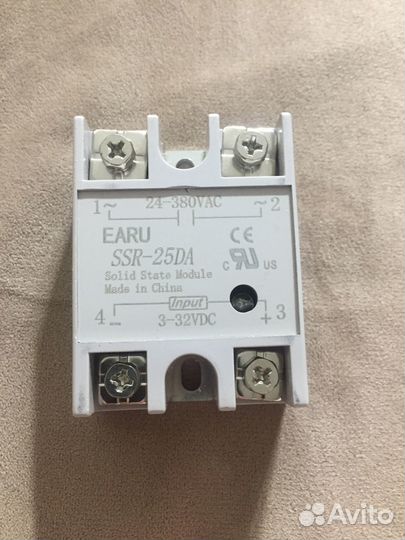 1~ 24-380VAC ~2
EARU CE
SSR-25DA c RU US
Solid State Module
Made in China
4 Input +3
- 3-32VDC
Avito